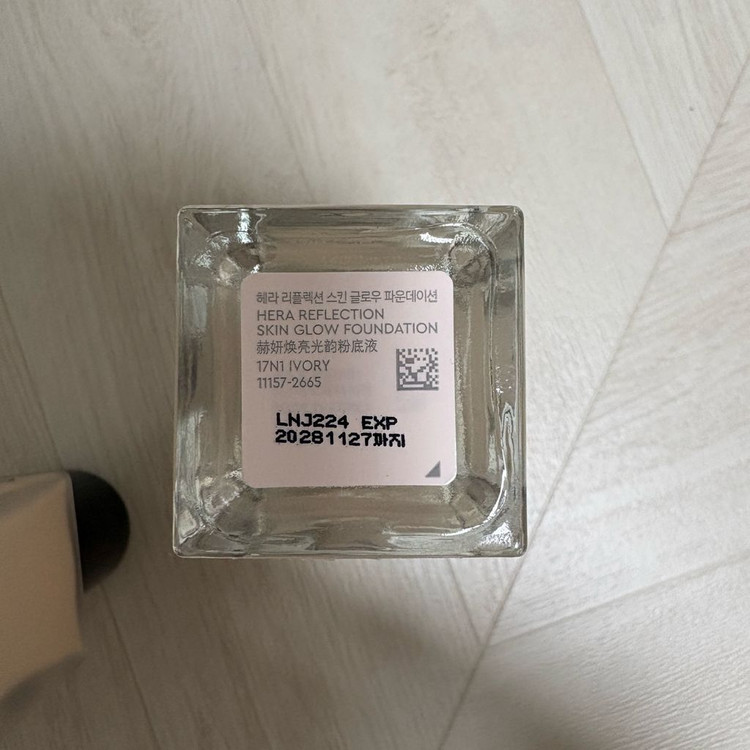 헤라 리플렉션 스킨 글로우 파운데이션
HERA REFLECTION
SKIN GLOW FOUNDATION
赫妍焕亮光韵粉底液
17N1 IVORY
11157-2665
LNJ224 EXP
20281127까지